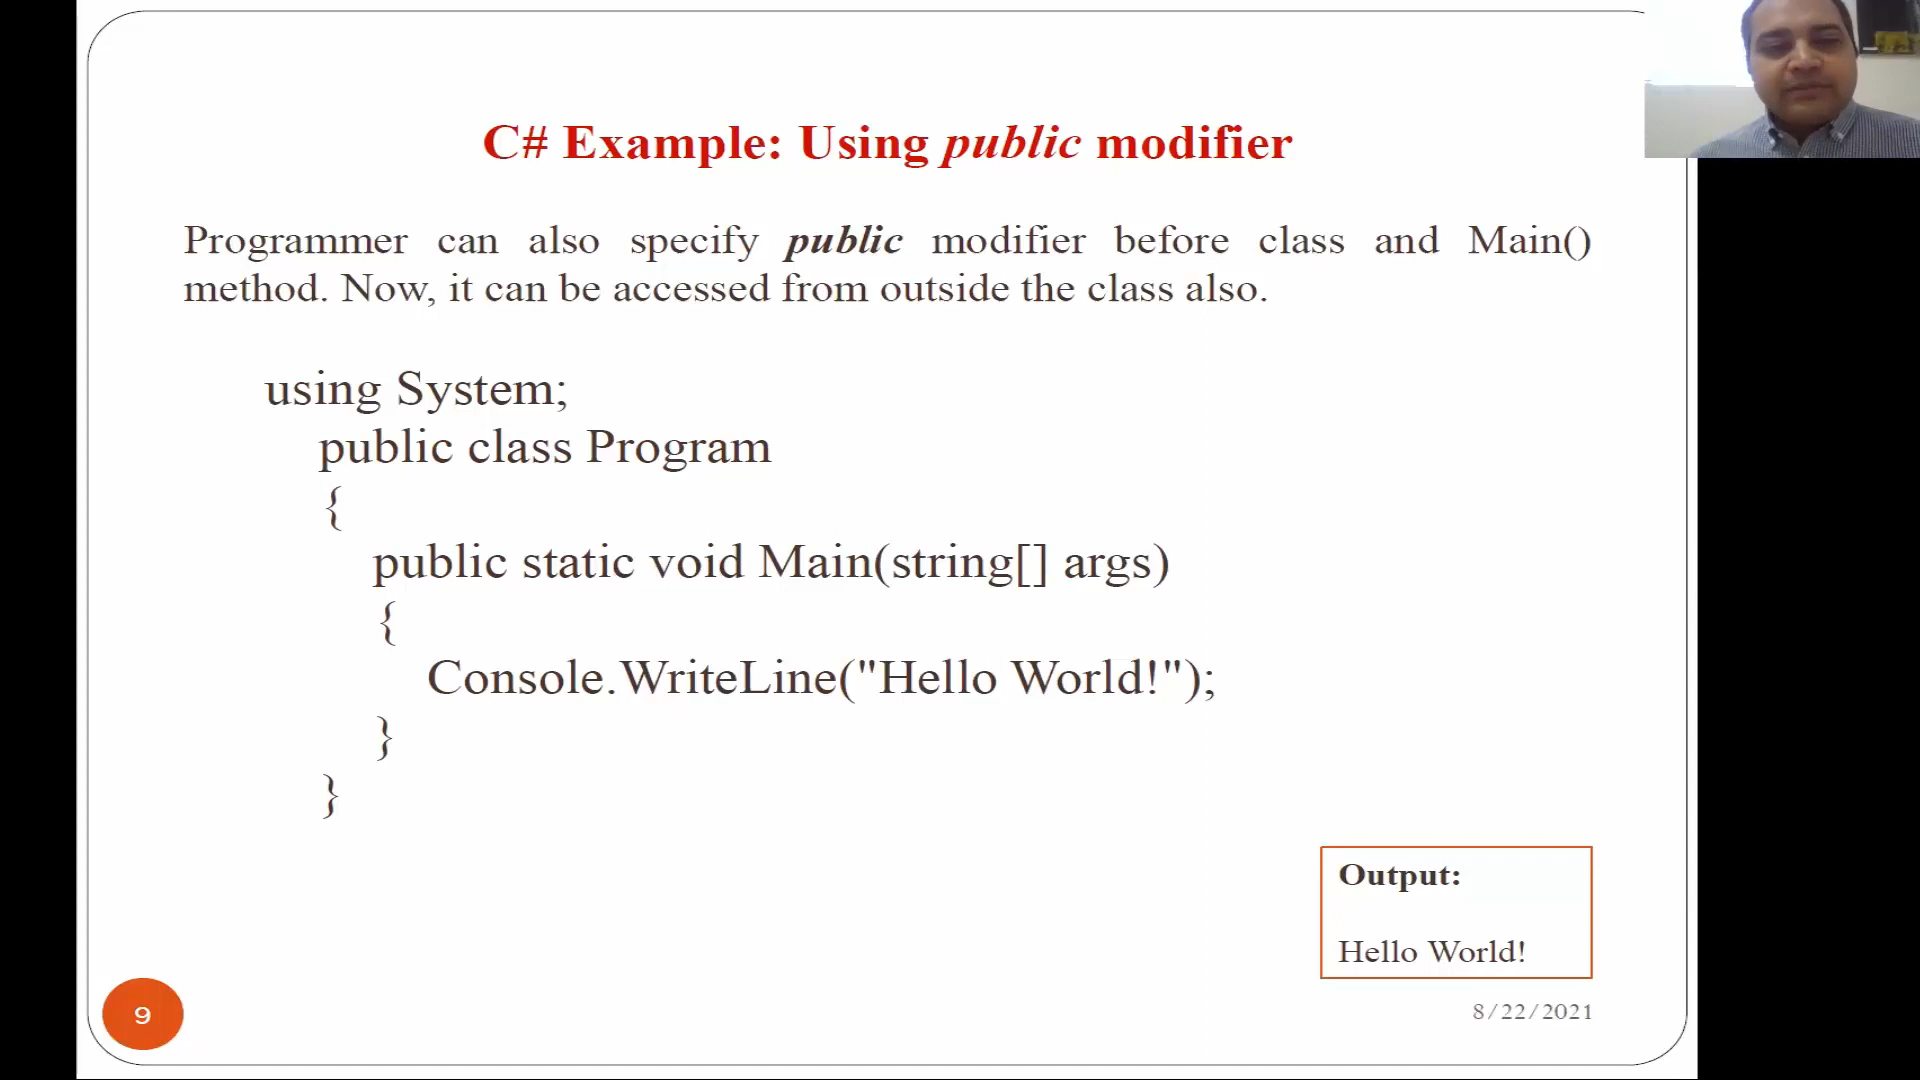 C# Example: Using public modifier
Programmer can also specify public modifier before class and Main()
method. Now, it can be accessed from outside the class also.
using System;
public class Program
{
public static void Main(string[] args)
{
Console.WriteLine("Hello World!");
}
}
Output:
Hello World!
9
8/22/2021